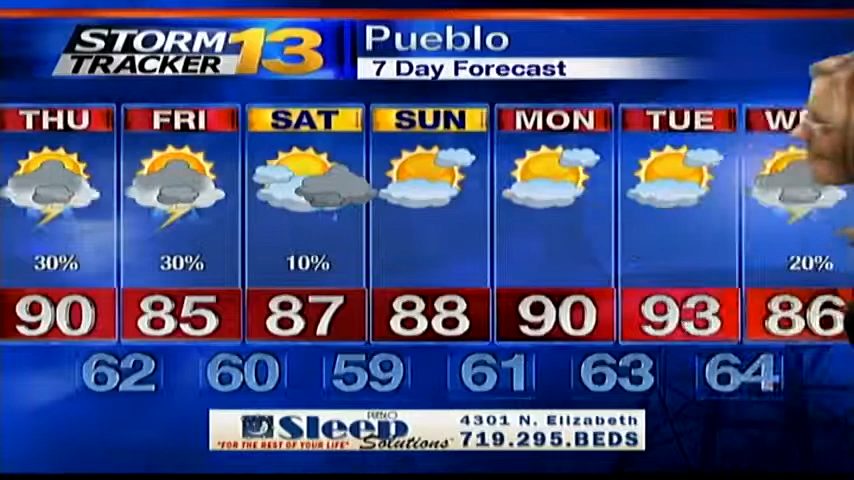 STORM
TRACKER 13
Pueblo
7 Day Forecast
THU FRI SAT SUN MON TUE
30% 30% 10% 20%
90 85 87 88 90 93 86
62 60 59 61 63 64
Sleep
Solutions
"FOR THE REST OF YOUR LIFE"
4301 N. Elizabeth
719.295.BEDS